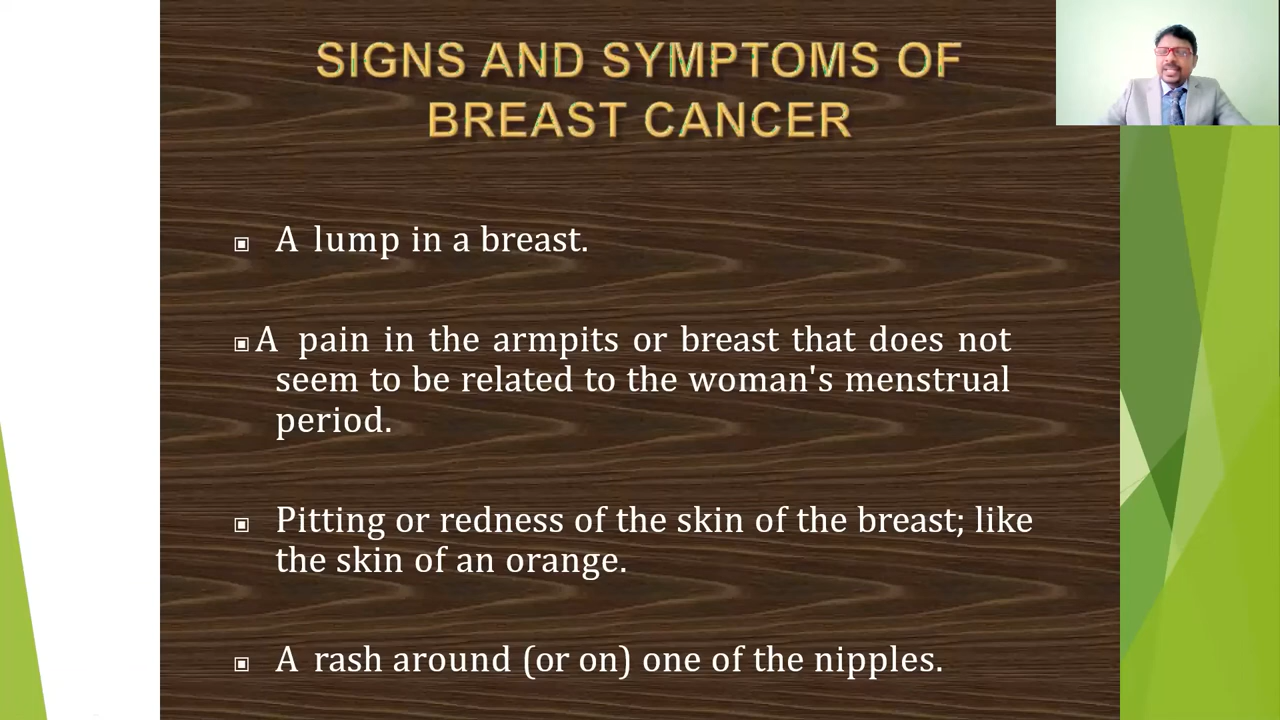 SIGNS AND SYMPTOMS OF
BREAST CANCER
A lump in a breast.
A pain in the armpits or breast that does not
seem to be related to the woman's menstrual
period.
Pitting or redness of the skin of the breast; like
the skin of an orange.
A rash around (or on) one of the nipples.